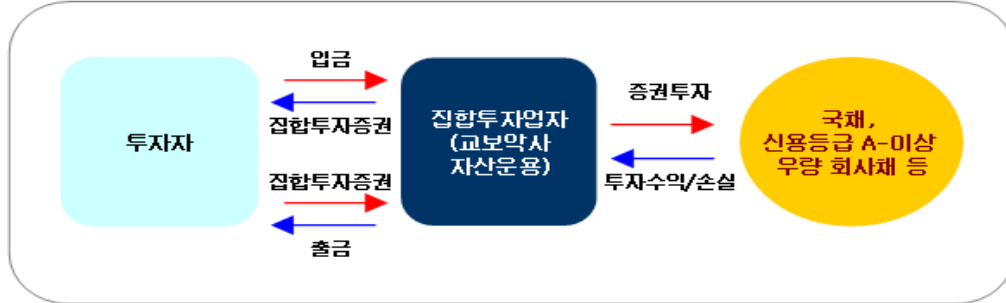 입금
집합투자증권
투자자
집합투자증권
출금
집합투자업자
(교보악사
자산운용)
증권투자
투자수익/손실
국채,
신용등급 A-이상
우량 회사채 등